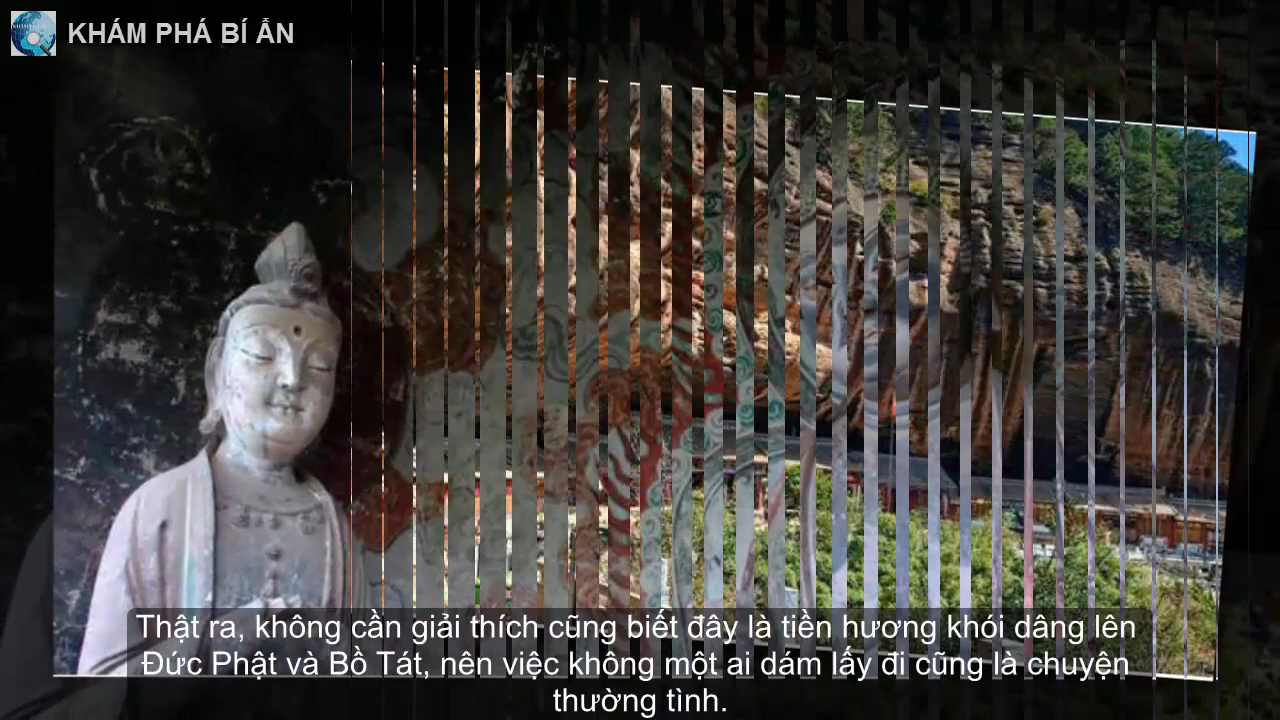 KHÁM PHÁ BÍ ẨN
Thật ra, không cần giải thích cũng biết đây là tiền hương khói dâng lên
Đức Phật và Bồ Tát, nên việc không một ai dám lấy đi cũng là chuyện
thường tình.